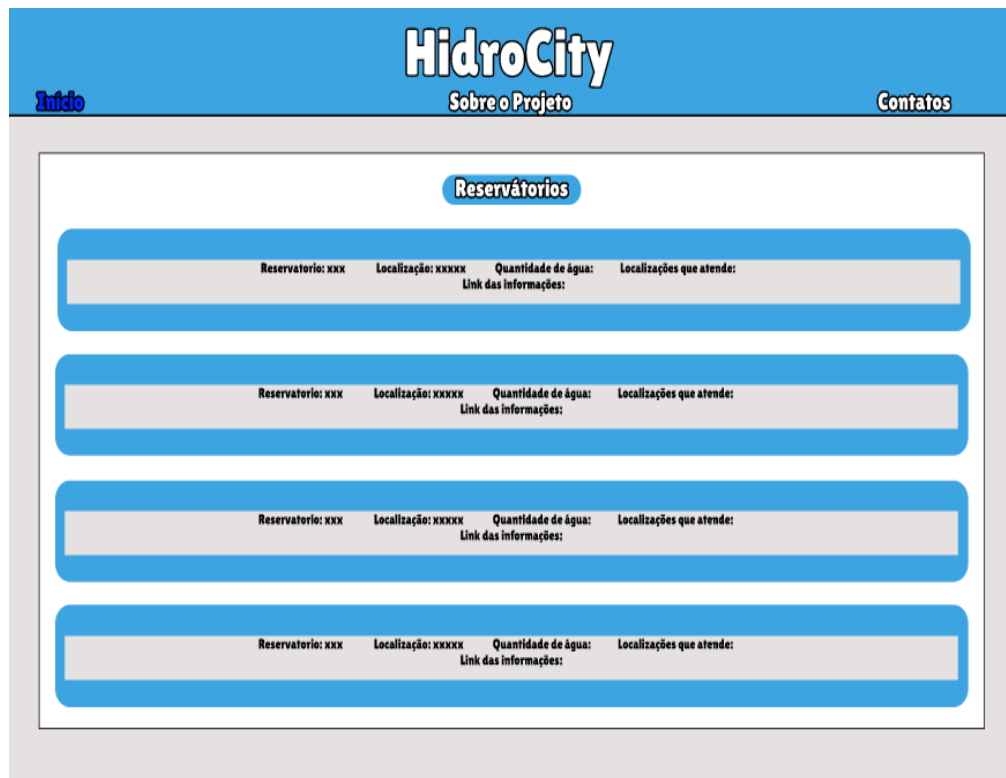 HidroCity
Início Sobre o Projeto Contatos
Reservátorios
Reservatorio: xxx Localização: xxxxx Quantidade de água: Localizações que atende:
Link das informações:
Reservatorio: xxx Localização: xxxxx Quantidade de água: Localizações que atende:
Link das informações:
Reservatorio: xxx Localização: xxxxx Quantidade de água: Localizações que atende:
Link das informações:
Reservatorio: xxx Localização: xxxxx Quantidade de água: Localizações que atende:
Link das informações: